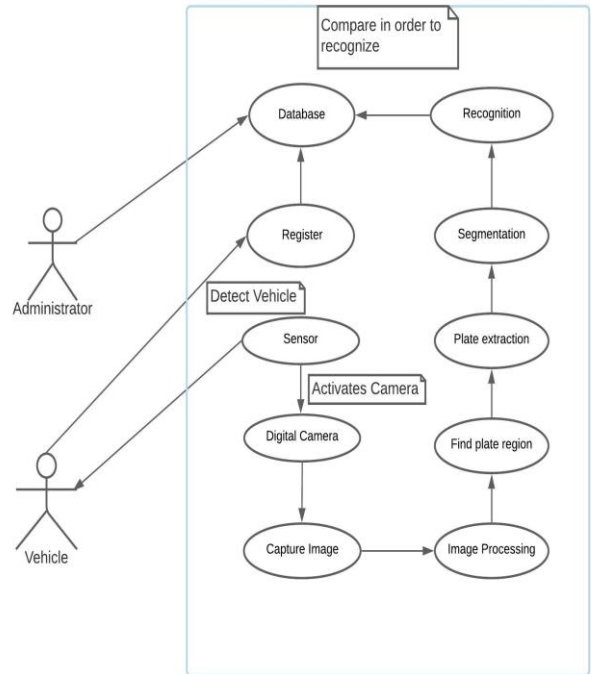 Compare in order to
recognize
Database
Recognition
Register
Segmentation
Administrator
Detect Vehicle
Sensor
Plate extraction
Activates Camera
Digital Camera
Find plate region
Vehicle
Capture Image
Image Processing